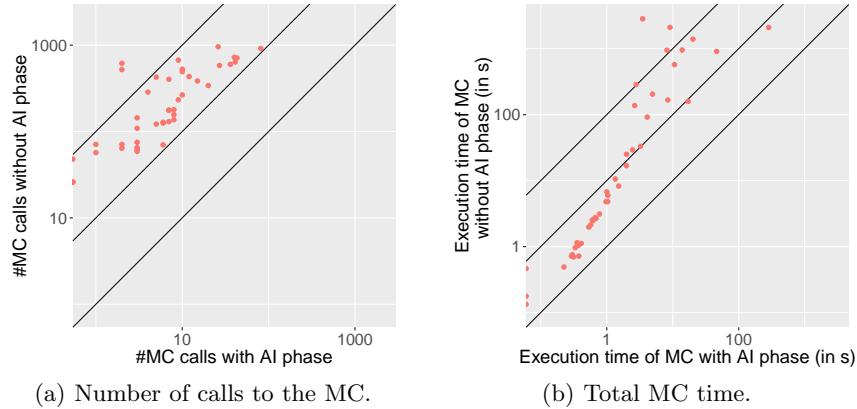 1000
10
#MC calls without AI phase
10
1000
#MC calls with AI phase
(a) Number of calls to the MC.
100
1
Execution time of MC
without AI phase (in s)
1
100
Execution time of MC with AI phase (in s)
(b) Total MC time.